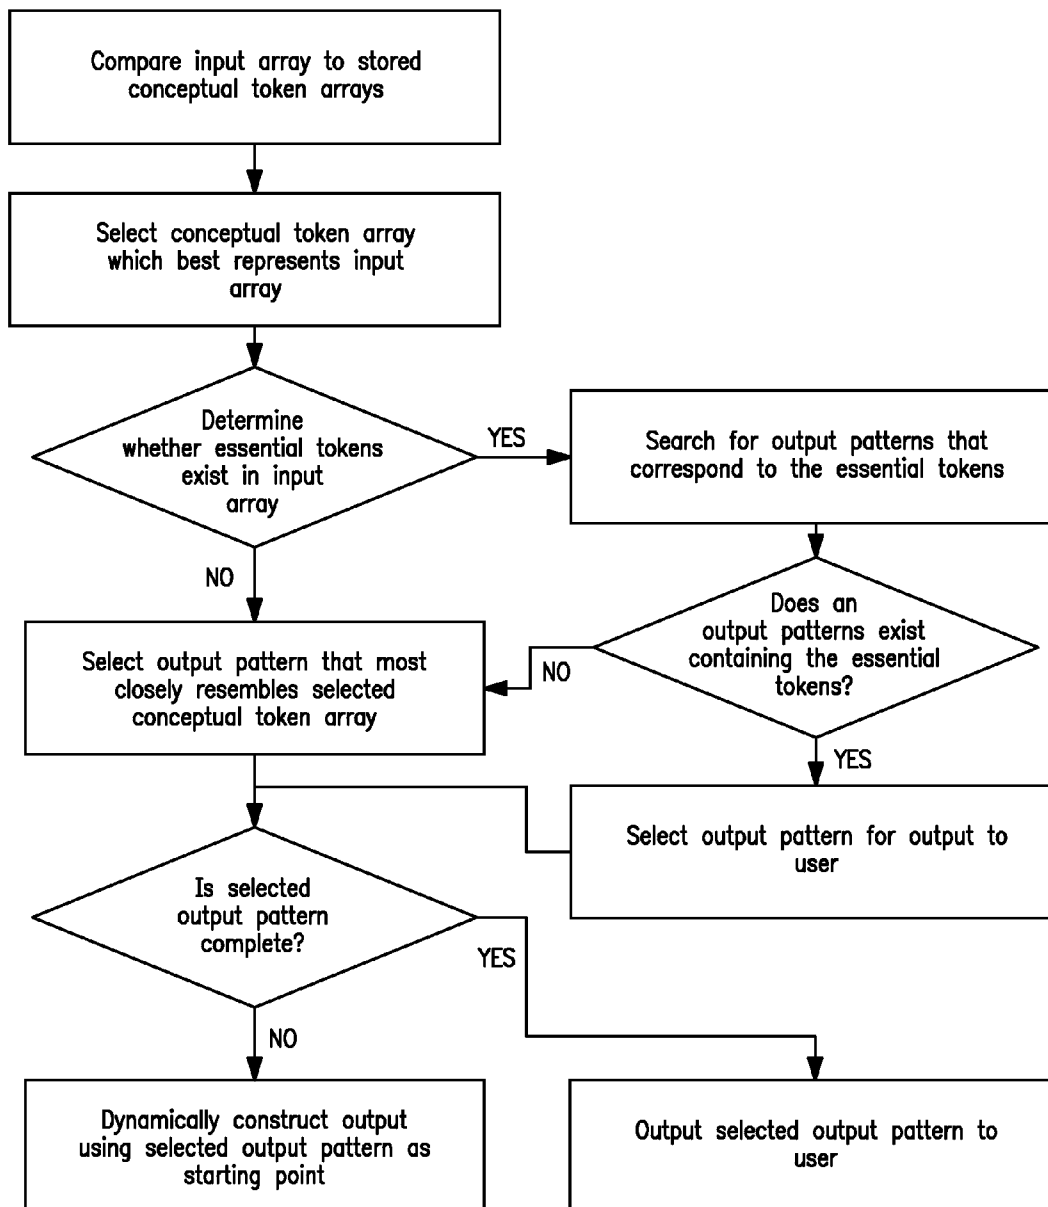 Compare input array to stored
conceptual token arrays
Select conceptual token array
which best represents input
array
Determine
whether essential tokens
exist in input
array
YES
Search for output patterns that
correspond to the essential tokens
NO
Does an
output patterns exist
containing the essential
tokens?
NO
Select output pattern that most
closely resembles selected
conceptual token array
YES
Select output pattern for output to
user
Is selected
output pattern
complete?
YES
NO
Dynamically construct output
using selected output pattern as
starting point
Output selected output pattern to
user